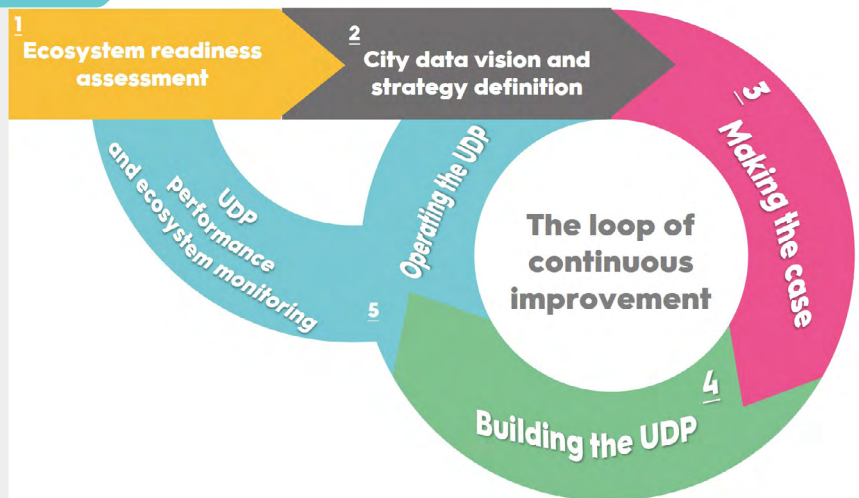 1
Ecosystem readiness
assessment
2
City data vision and
strategy definition
3
Making the case
4
Building the UDP
5
Operating the UDP
UDP
performance
and ecosystem monitoring
The loop of
continuous
improvement